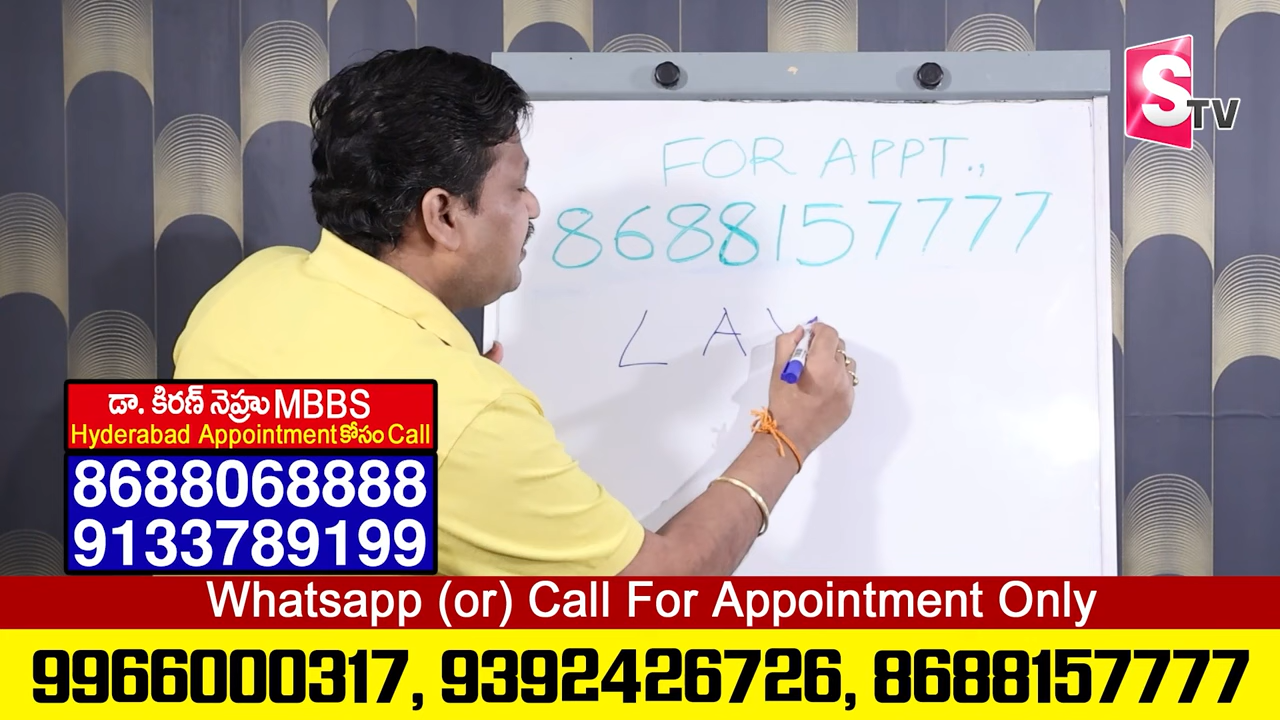 STV
FOR APPT.,
8688157777
L A
డా. కిరణ్ నెహ్రు MBBS
Hyderabad Appointment కోసం Call
8688068888
9133789199
Whatsapp (or) Call For Appointment Only
9966000317, 9392426726, 8688157777